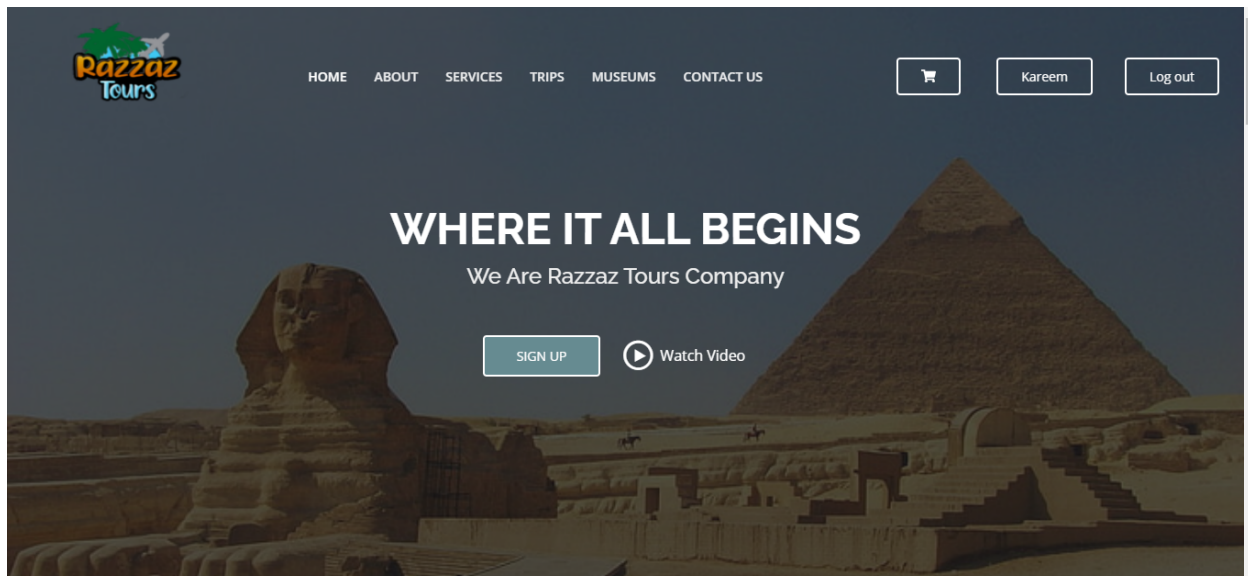 Razzaz
Tours
HOME ABOUT SERVICES TRIPS MUSEUMS CONTACT US
Kareem
Log out
WHERE IT ALL BEGINS
We Are Razzaz Tours Company
SIGN UP
Watch Video